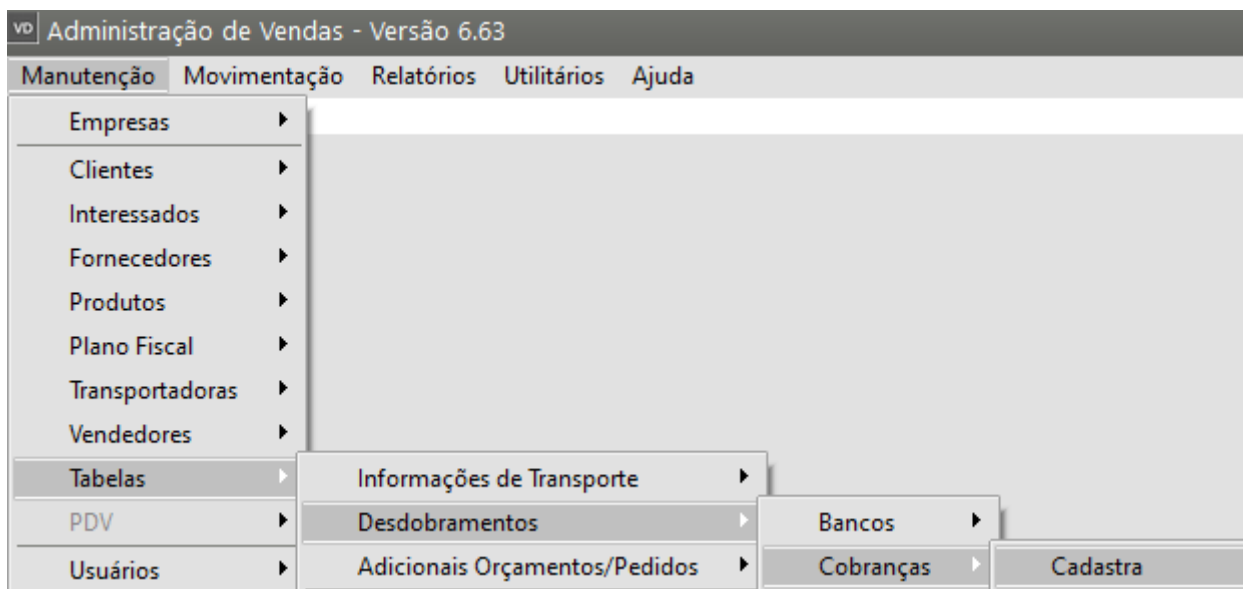 VD Administração de Vendas - Versão 6.63
Manutenção Movimentação Relatórios Utilitários Ajuda
Empresas
Clientes
Interessados
Fornecedores
Produtos
Plano Fiscal
Transportadoras
Vendedores
Tabelas Informações de Transporte
PDV Desdobramentos Bancos
Usuários Adicionais Orçamentos/Pedidos Cobranças Cadastra